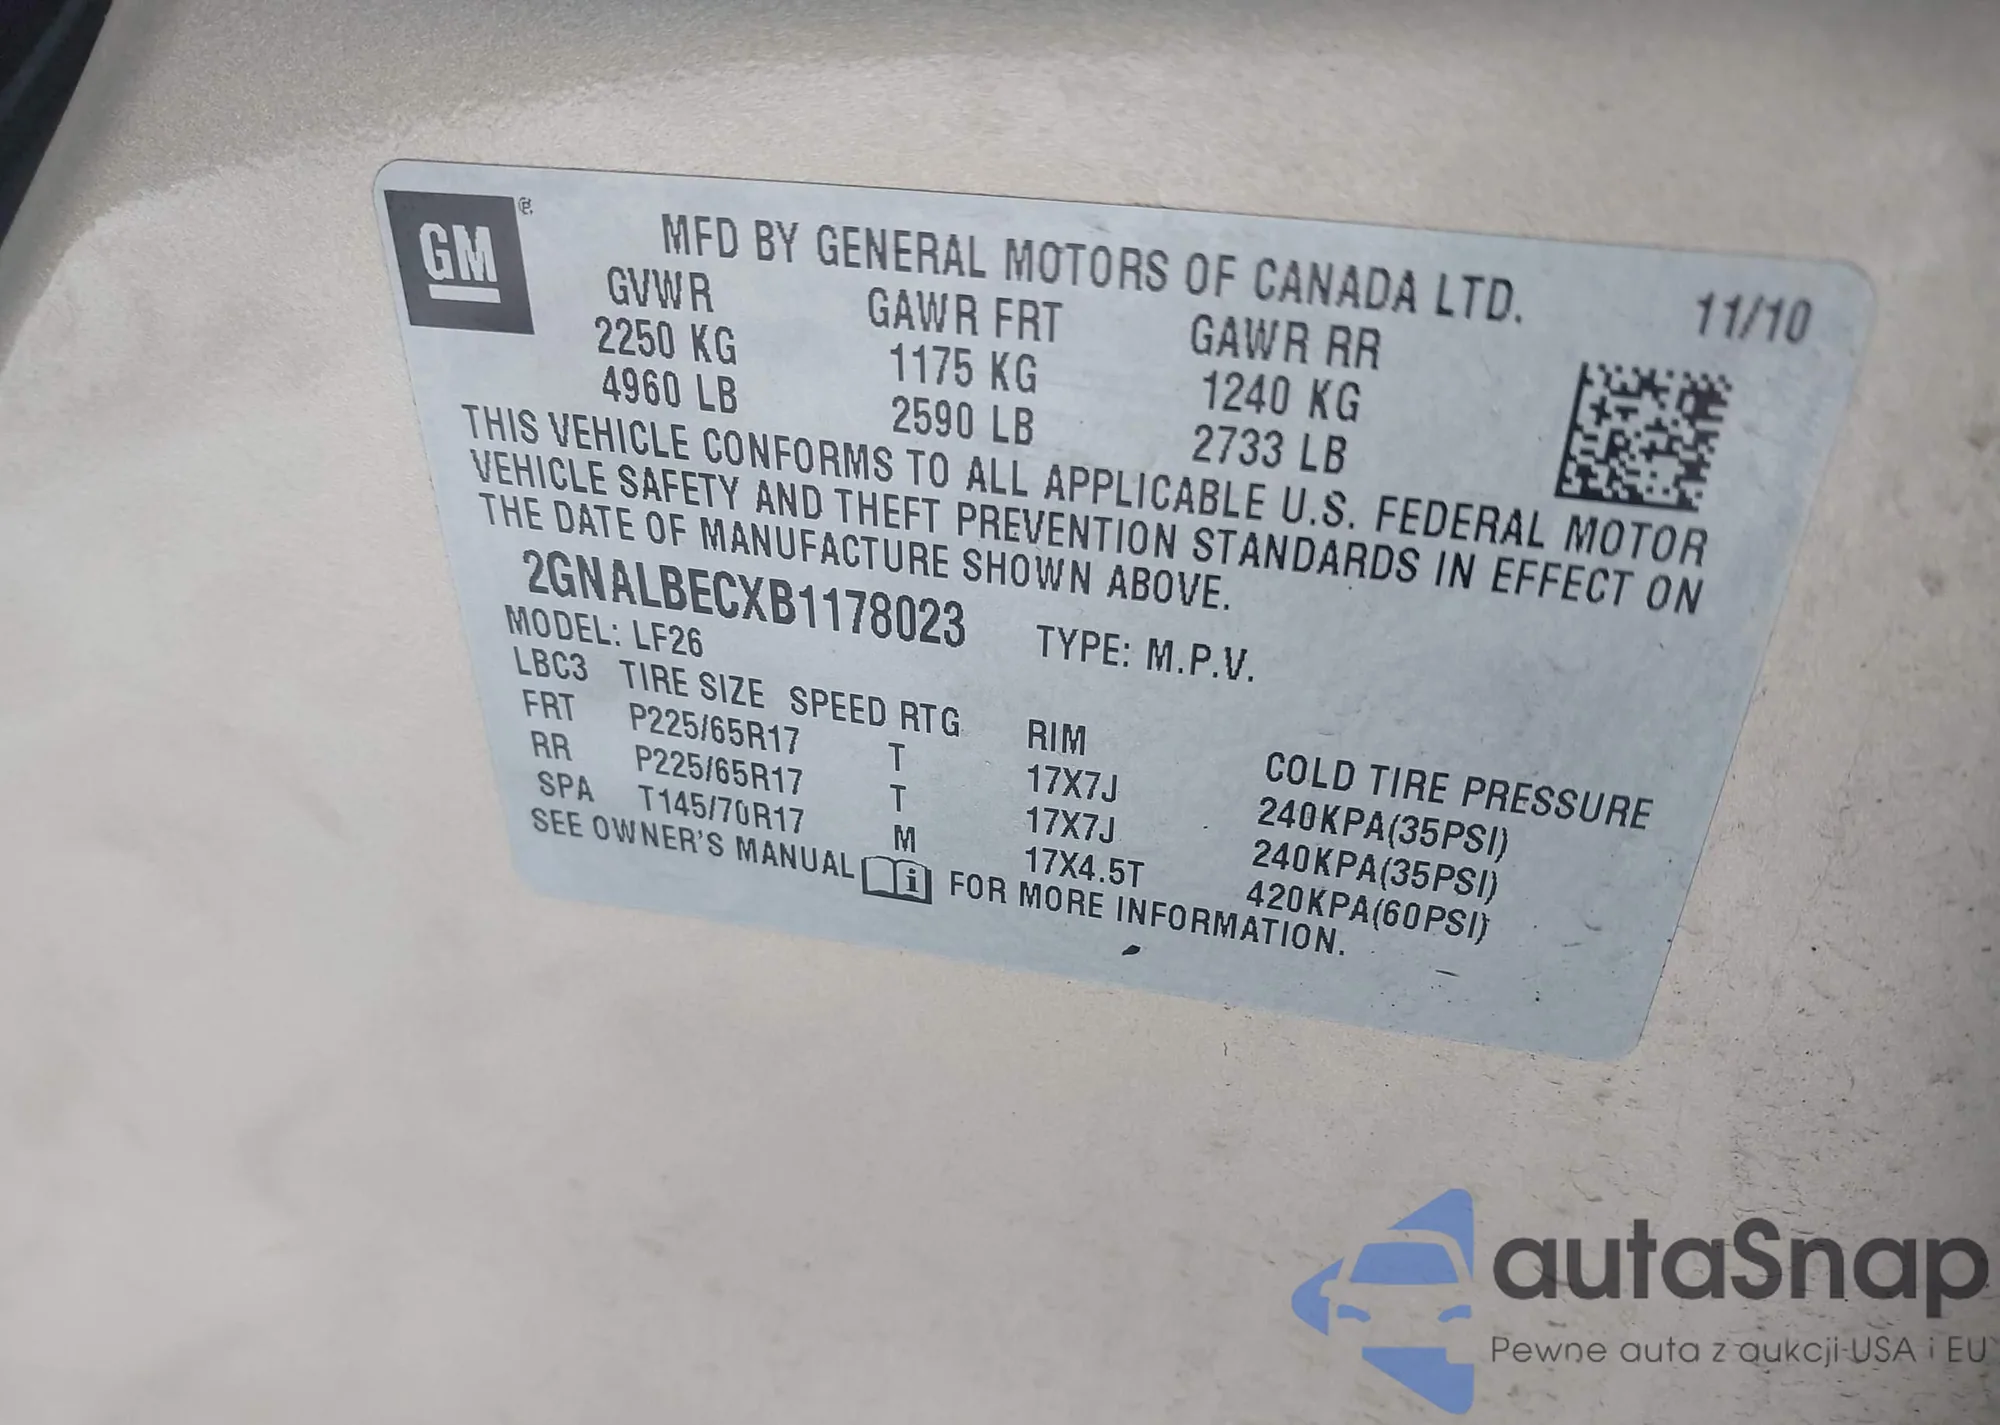 GM
MFD BY GENERAL MOTORS OF CANADA LTD.
11/10
GVWR GAWR FRT GAWR RR
2250 KG 1175 KG 1240 KG
4960 LB 2590 LB 2733 LB
THIS VEHICLE CONFORMS TO ALL APPLICABLE U.S. FEDERAL MOTOR
VEHICLE SAFETY AND THEFT PREVENTION STANDARDS IN EFFECT ON
THE DATE OF MANUFACTURE SHOWN ABOVE.
2GNALBECXB1178023 TYPE: M.P.V.
MODEL: LF26
LBC3 TIRE SIZE SPEED RTG RIM COLD TIRE PRESSURE
FRT P225/65R17 T 17X7J 240KPA(35PSI)
RR P225/65R17 T 17X7J 240KPA(35PSI)
SPA T145/70R17 M 17X4.5T 420KPA(60PSI)
SEE OWNER'S MANUAL FOR MORE INFORMATION.
autaSnap
Pewne auta z aukcji USA i EU